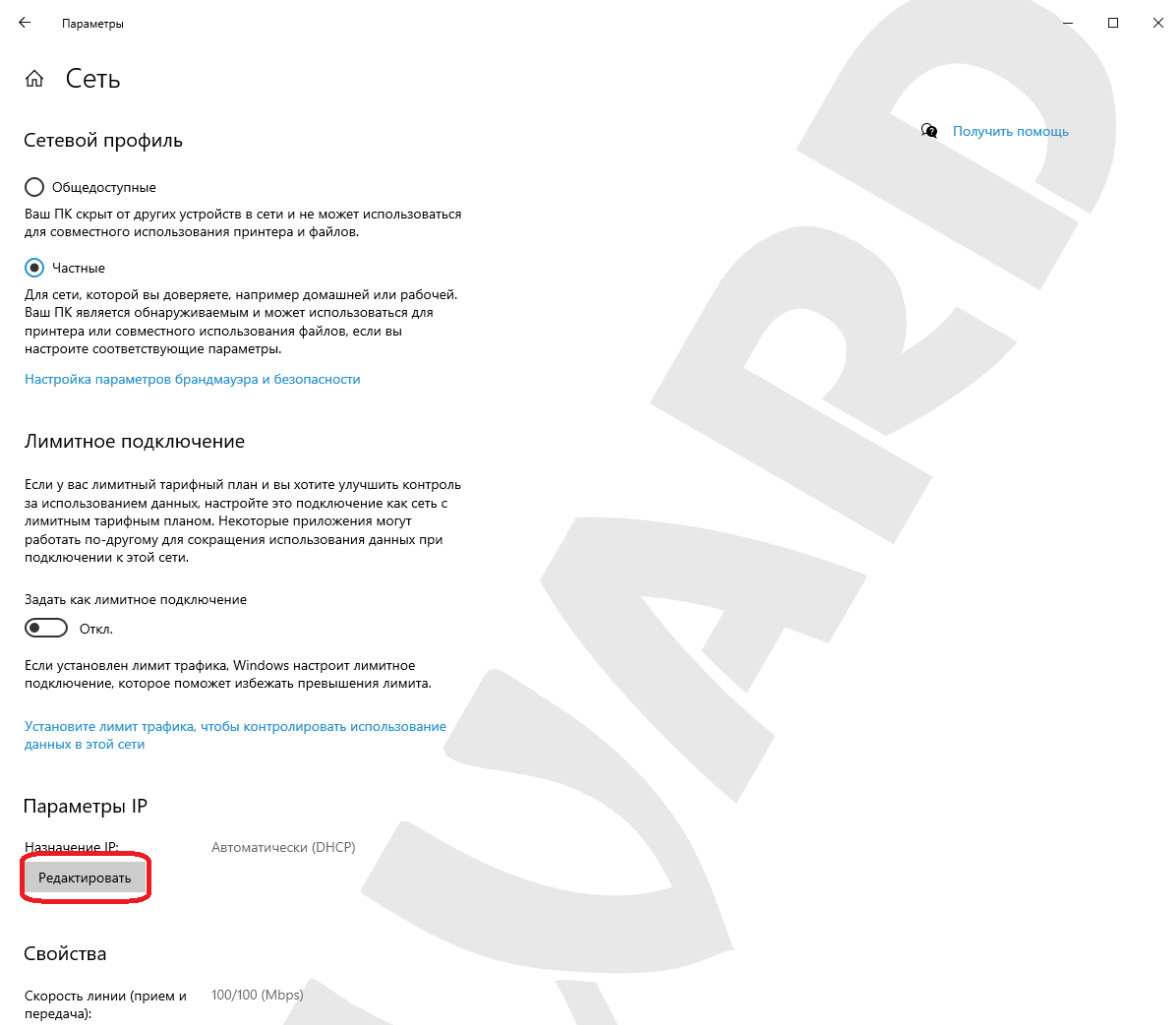 Параметры
Сеть
Получить помощь
Сетевой профиль
Общедоступные
Ваш ПК скрыт от других устройств в сети и не может использоваться
для совместного использования принтера и файлов.
Частные
Для сети, которой вы доверяете, например домашней или рабочей.
Ваш ПК является обнаруживаемым и может использоваться для
принтера или совместного использования файлов, если вы
настроите соответствующие параметры.
Настройка параметров брандмауэра и безопасности
Лимитное подключение
Если у вас лимитный тарифный план и вы хотите улучшить контроль
за использованием данных, настройте это подключение как сеть с
лимитным тарифным планом. Некоторые приложения могут
работать по-другому для сокращения использования данных при
подключении к этой сети.
Задать как лимитное подключение
Откл.
Если установлен лимит трафика, Windows настроит лимитное
подключение, которое поможет избежать превышения лимита.
Установите лимит трафика, чтобы контролировать использование
данных в этой сети
Параметры IP
Назначение IP: Автоматически (DHCP)
Редактировать
Свойства
Скорость линии (прием и 100/100 (Mbps)
передача):